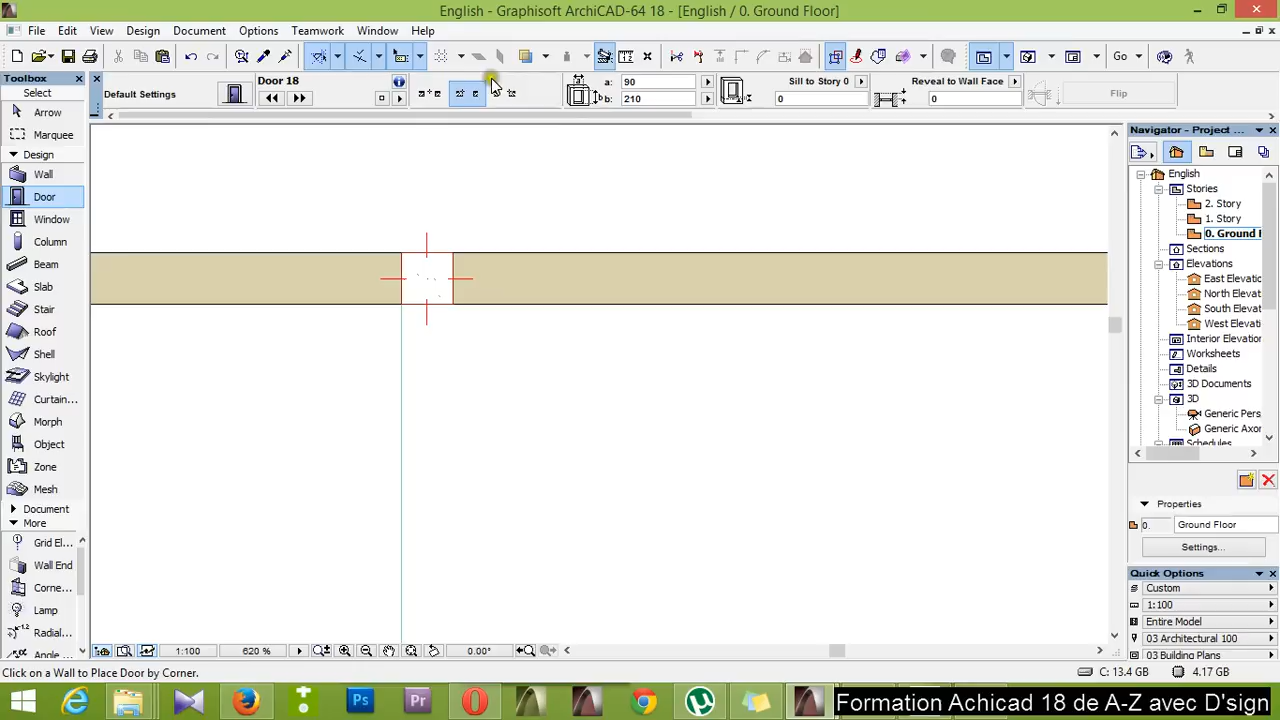 English - Graphisoft ArchiCAD-64 18 - [English / 0. Ground Floor]
File Edit View Design Document Options Teamwork Window Help
Toolbox
Select
Arrow
Marquee
Design
Wall
Door
Window
Column
Beam
Slab
Stair
Roof
Shell
Skylight
Curtain...
Morph
Object
Zone
Mesh
Document
More
Grid El...
Wall End
Corne...
Lamp
Radial...
Angle
Default Settings
Door 18
a: 90
b: 210
Sill to Story 0
0
Reveal to Wall Face
0
Flip
Navigator - Project ...
English
Stories
2. Story
1. Story
0. Ground F
Sections
Elevations
East Elevati
North Elevat
South Elevati
West Elevati
Interior Elevation
Worksheets
Details
3D Documents
3D
Generic Pers
Generic Axon
Schedules
Properties
0. Ground Floor
Settings...
Quick Options
Custom
1:100
Entire Model
03 Architectural 100
03 Building Plans
1:100 620 % 0.00°
Click on a Wall to Place Door by Corner.
C: 13.4 GB 4.17 GB
Ps Pr
Formation Achicad 18 de A-Z avec D'sign